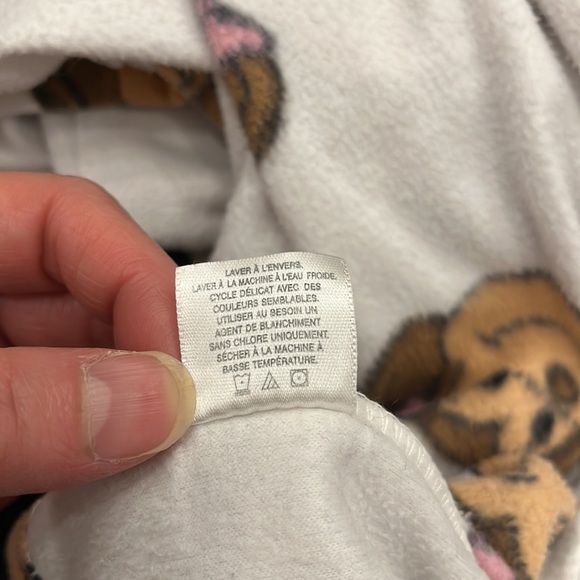 LAVER À L'ENVERS.
LAVER À LA MACHINE À L'EAU FROIDE.
CYCLE DÉLICAT AVEC DES
COULEURS SEMBLABLES.
UTILISER AU BESOIN UN
AGENT DE BLANCHIMENT
SANS CHLORE UNIQUEMENT.
SÉCHER À LA MACHINE À
BASSE TEMPÉRATURE.